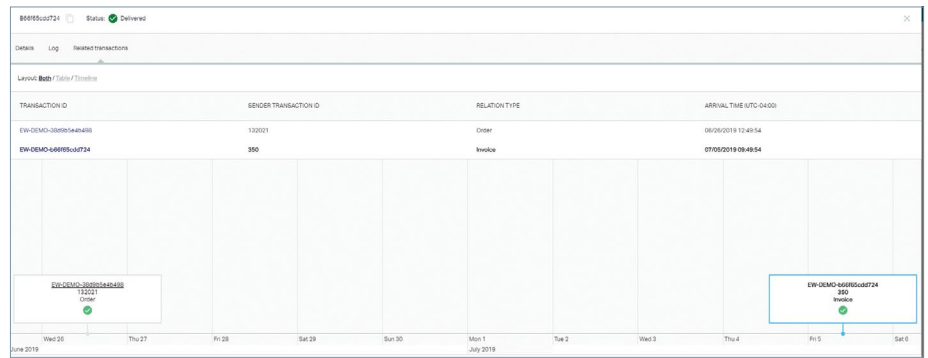 B66f65cdd724 Status: Delivered
Details Log Related transactions
Layout: Both / Table / Timeline
TRANSACTION ID SENDER TRANSACTION ID RELATION TYPE ARRIVAL TIME (UTC-04:00)
EW-DEMO-38d9b5e4b498 132021 Order 06/26/2019 12:49:54
EW-DEMO-b66f65cdd724 350 Invoice 07/05/2019 09:49:54
EW-DEMO-38d9b5e4b498
132021
Order
EW-DEMO-b66f65cdd724
350
Invoice
Wed 26 Thu 27 Fri 28 Sat 29 Sun 30 Mon 1 Tue 2 Wed 3 Thu 4 Fri 5 Sat 6
June 2019 July 2019